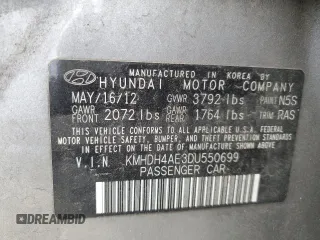 MANUFACTURED IN KOREA BY
HYUNDAI MOTOR COMPANY
MAY/16/12 GVWR 3792 lbs PAINT N5S
GAWR FRONT 2072 lbs GAWR REAR 1764 lbs TRIM RAS
THIS VEHICLE CONFORMS TO ALL APPLICABLE
FEDERAL MOTOR VEHICLE
SAFETY, BUMPER, AND THEFT PREVENTION
STANDARDS IN EFFECT ON THE DATE OF
MANUFACTURE SHOWN ABOVE.
V.I.N KMHDH4AE3DU550699
PASSENGER CAR
DREAMBID